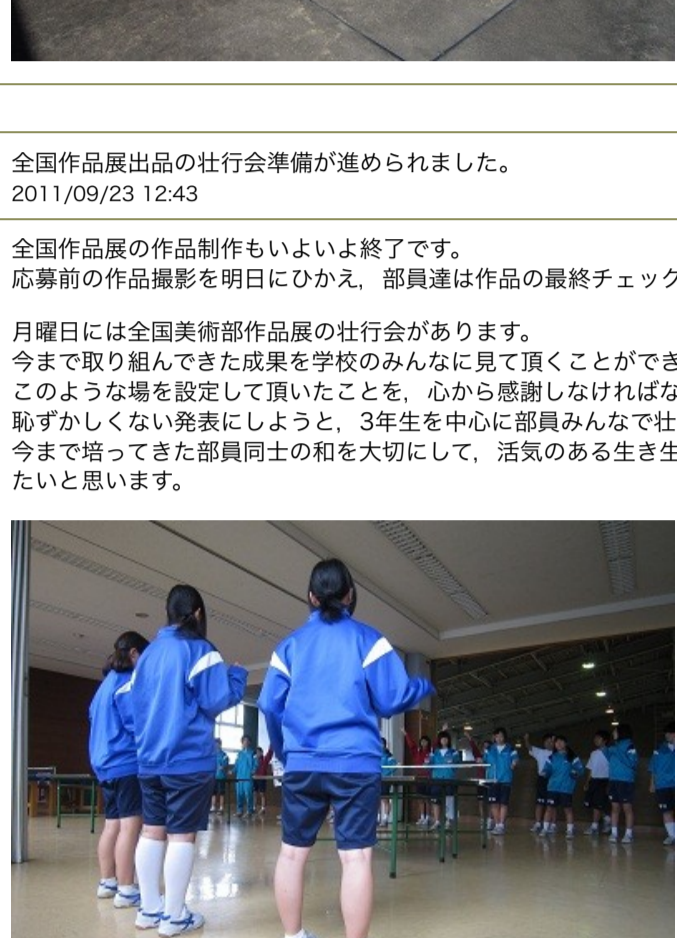 全国作品展出品の壮行会準備が進められました。
2011/09/23 12:43
全国作品展の作品制作もいよいよ終了です。
応募前の作品撮影を明日にひかえ，部員達は作品の最終チェック
月曜日には全国美術部作品展の壮行会があります。
今まで取り組んできた成果を学校のみんなに見て頂くことができ
このような場を設定して頂いたことを，心から感謝しなければな
恥ずかしくない発表にしようと，3年生を中心に部員みんなで壮
今まで培ってきた部員同士の和を大切にして，活気のある生き生
たいと思います。